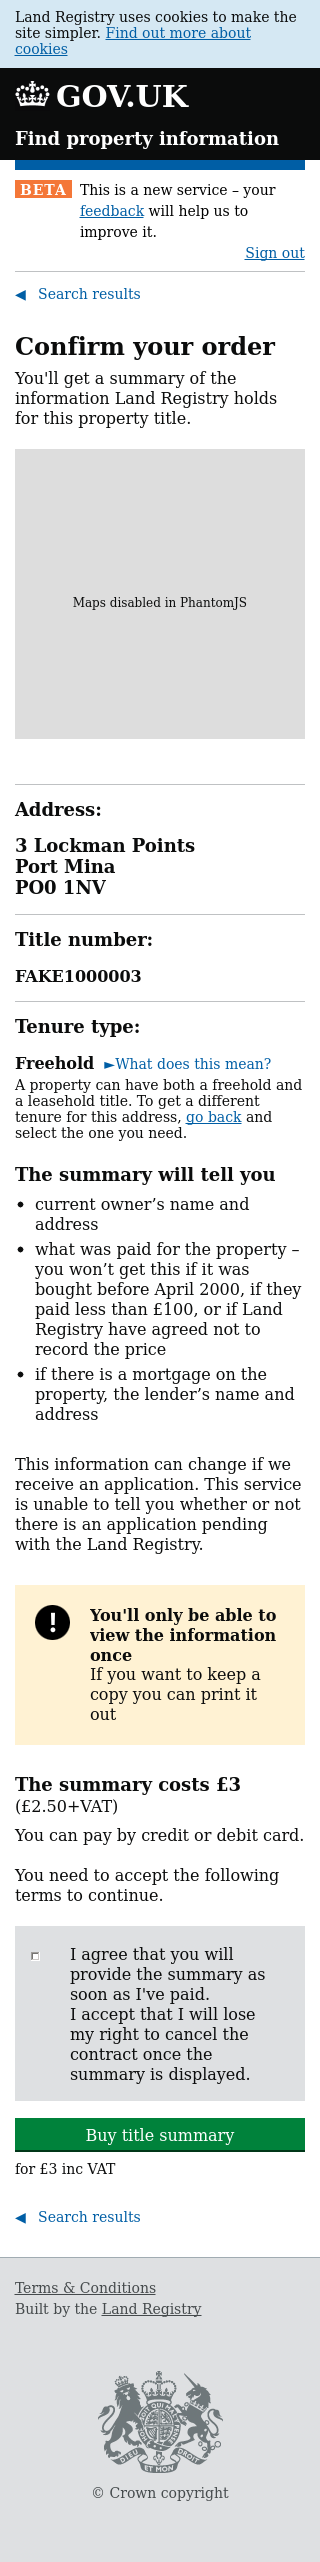 Land Registry uses cookies to make the
site simpler. Find out more about
cookies
GOV.UK
Find property information
BETA This is a new service – your
feedback will help us to
improve it.
Sign out
◀ Search results
Confirm your order
You'll get a summary of the
information Land Registry holds
for this property title.
Maps disabled in PhantomJS
Address:
3 Lockman Points
Port Mina
PO0 1NV
Title number:
FAKE1000003
Tenure type:
Freehold ►What does this mean?
A property can have both a freehold and
a leasehold title. To get a different
tenure for this address, go back and
select the one you need.
The summary will tell you
• current owner’s name and
address
• what was paid for the property –
you won’t get this if it was
bought before April 2000, if they
paid less than £100, or if Land
Registry have agreed not to
record the price
• if there is a mortgage on the
property, the lender’s name and
address
This information can change if we
receive an application. This service
is unable to tell you whether or not
there is an application pending
with the Land Registry.
You'll only be able to
view the information
once
If you want to keep a
copy you can print it
out
The summary costs £3
(£2.50+VAT)
You can pay by credit or debit card.
You need to accept the following
terms to continue.
I agree that you will
provide the summary as
soon as I've paid.
I accept that I will lose
my right to cancel the
contract once the
summary is displayed.
Buy title summary
for £3 inc VAT
◀ Search results
Terms & Conditions
Built by the Land Registry
DIEU ET MON DROIT
© Crown copyright